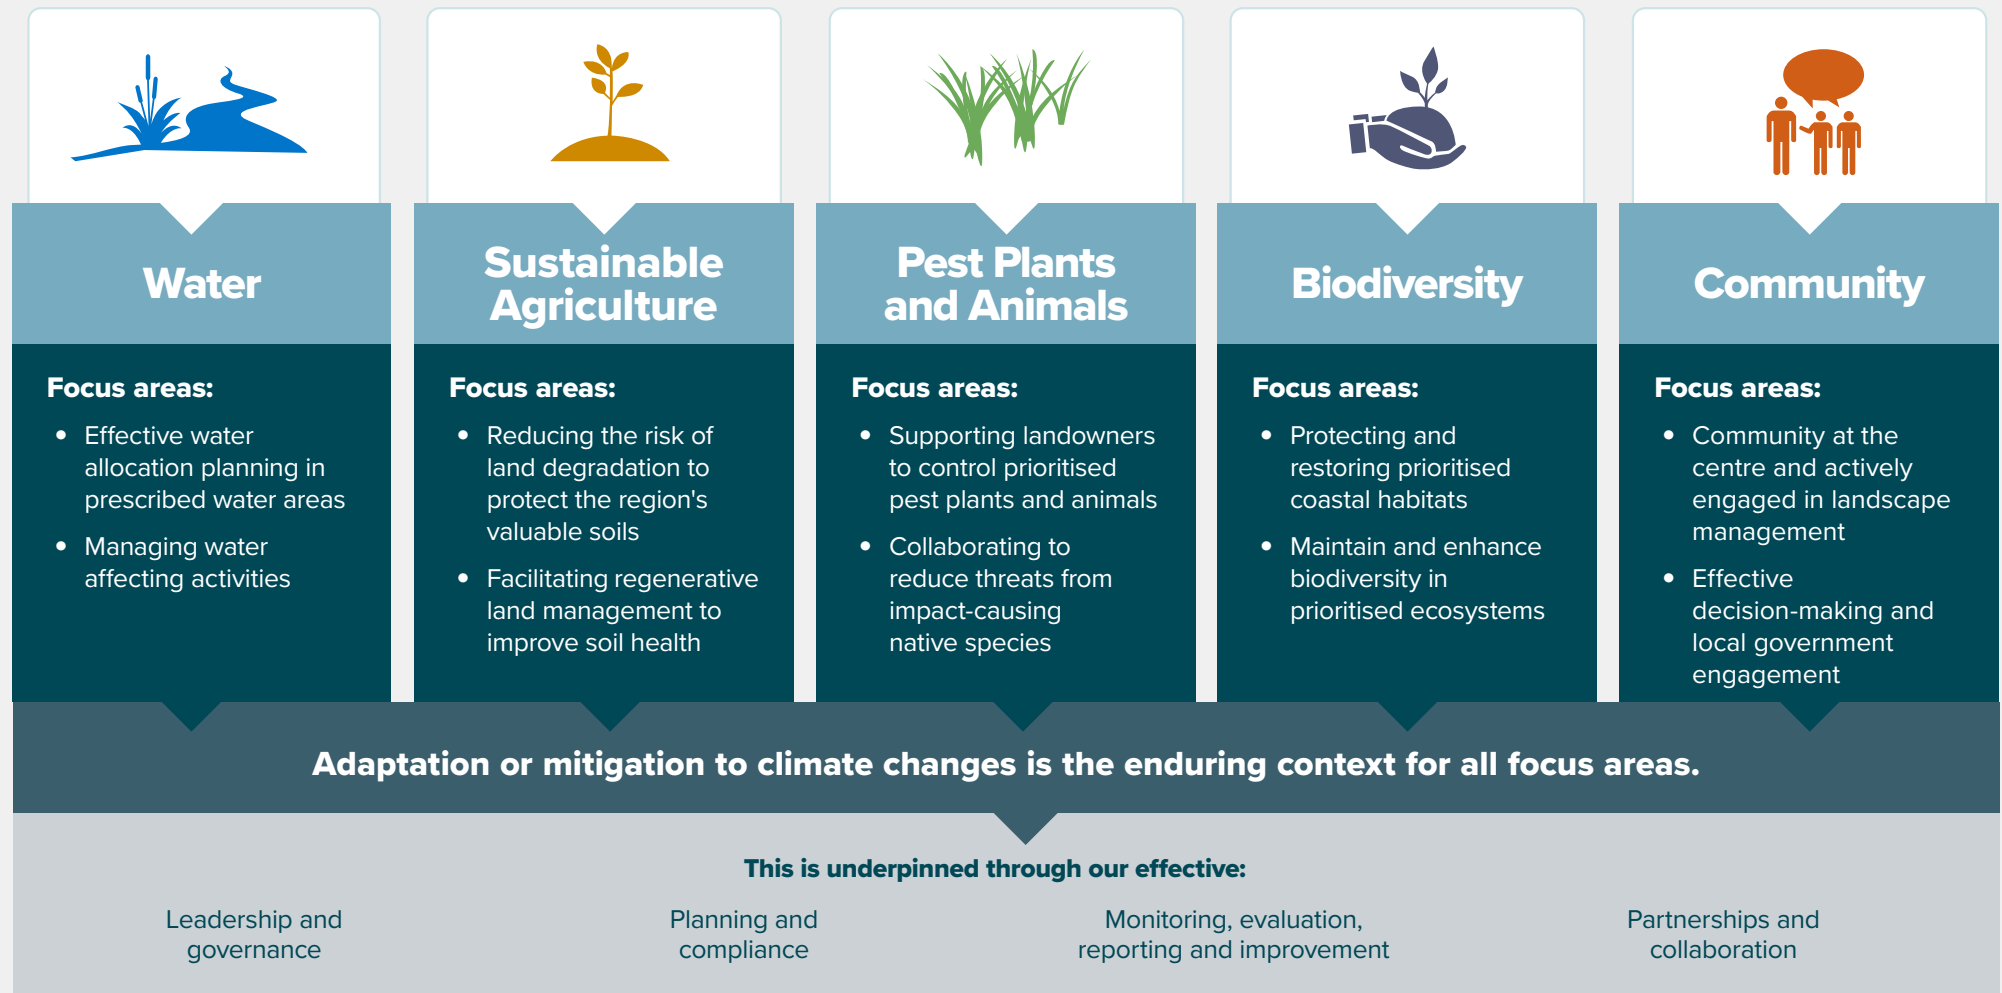 Water
Focus areas:
• Effective water
allocation planning in
prescribed water areas
• Managing water
affecting activities
Sustainable
Agriculture
Focus areas:
• Reducing the risk of
land degradation to
protect the region's
valuable soils
• Facilitating regenerative
land management to
improve soil health
Pest Plants
and Animals
Focus areas:
• Supporting landowners
to control prioritised
pest plants and animals
• Collaborating to
reduce threats from
impact-causing
native species
Biodiversity
Focus areas:
• Protecting and
restoring prioritised
coastal habitats
• Maintain and enhance
biodiversity in
prioritised ecosystems
Community
Focus areas:
• Community at the
centre and actively
engaged in landscape
management
• Effective
decision-making and
local government
engagement
Adaptation or mitigation to climate changes is the enduring context for all focus areas.
This is underpinned through our effective:
Leadership and
governance
Planning and
compliance
Monitoring, evaluation,
reporting and improvement
Partnerships and
collaboration